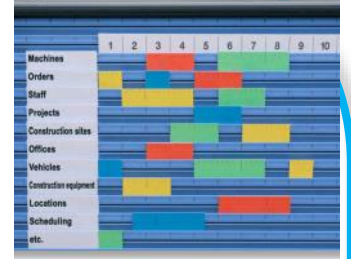 1 2 3 4 5 6 7 8 9 10
Machines
Orders
Staff
Projects
Construction sites
Offices
Vehicles
Construction equipment
Locations
Scheduling
etc.